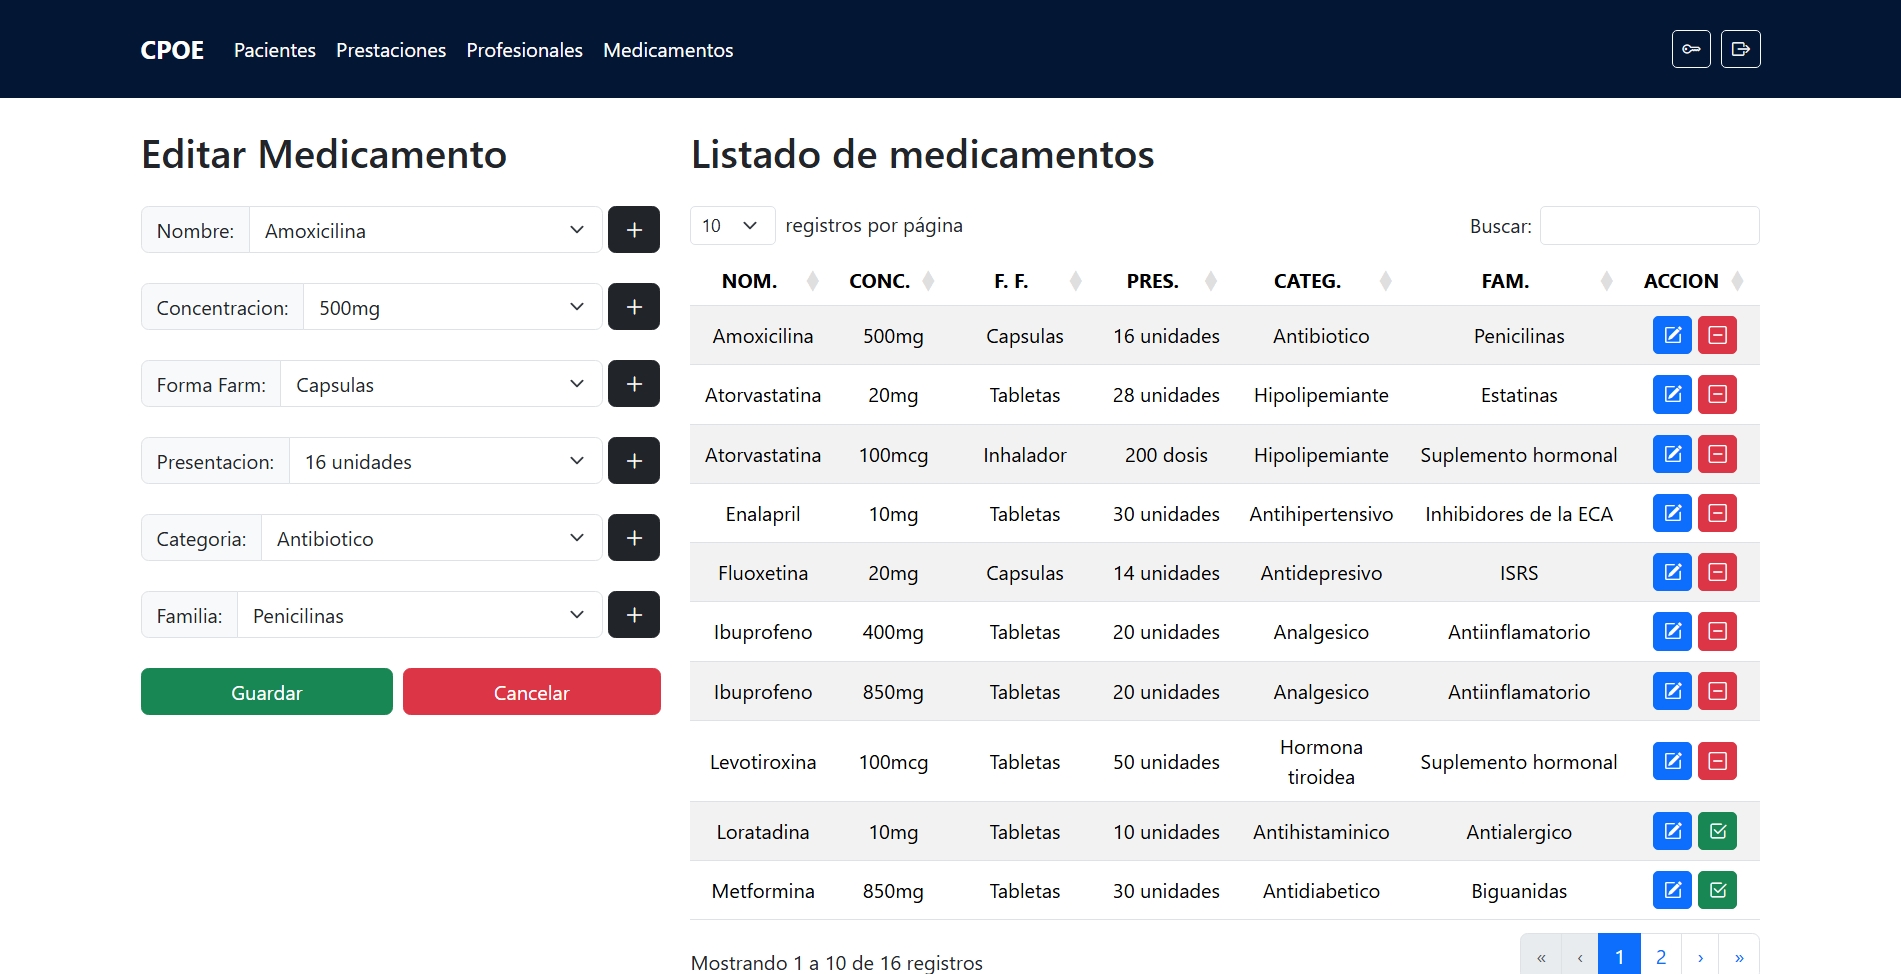 CPOE Pacientes Prestaciones Profesionales Medicamentos
Editar Medicamento
Nombre: Amoxicilina
Concentracion: 500mg
Forma Farm: Capsulas
Presentacion: 16 unidades
Categoria: Antibiotico
Familia: Penicilinas
Guardar Cancelar
Listado de medicamentos
10 registros por página Buscar:
NOM. CONC. F. F. PRES. CATEG. FAM. ACCION
Amoxicilina 500mg Capsulas 16 unidades Antibiotico Penicilinas
Atorvastatina 20mg Tabletas 28 unidades Hipolipemiante Estatinas
Atorvastatina 100mcg Inhalador 200 dosis Hipolipemiante Suplemento hormonal
Enalapril 10mg Tabletas 30 unidades Antihipertensivo Inhibidores de la ECA
Fluoxetina 20mg Capsulas 14 unidades Antidepresivo ISRS
Ibuprofeno 400mg Tabletas 20 unidades Analgesico Antiinflamatorio
Ibuprofeno 850mg Tabletas 20 unidades Analgesico Antiinflamatorio
Levotiroxina 100mcg Tabletas 50 unidades Hormona tiroidea Suplemento hormonal
Loratadina 10mg Tabletas 10 unidades Antihistaminico Antialergico
Metformina 850mg Tabletas 30 unidades Antidiabetico Biguanidas
Mostrando 1 a 10 de 16 registros « ‹ 1 2 › »